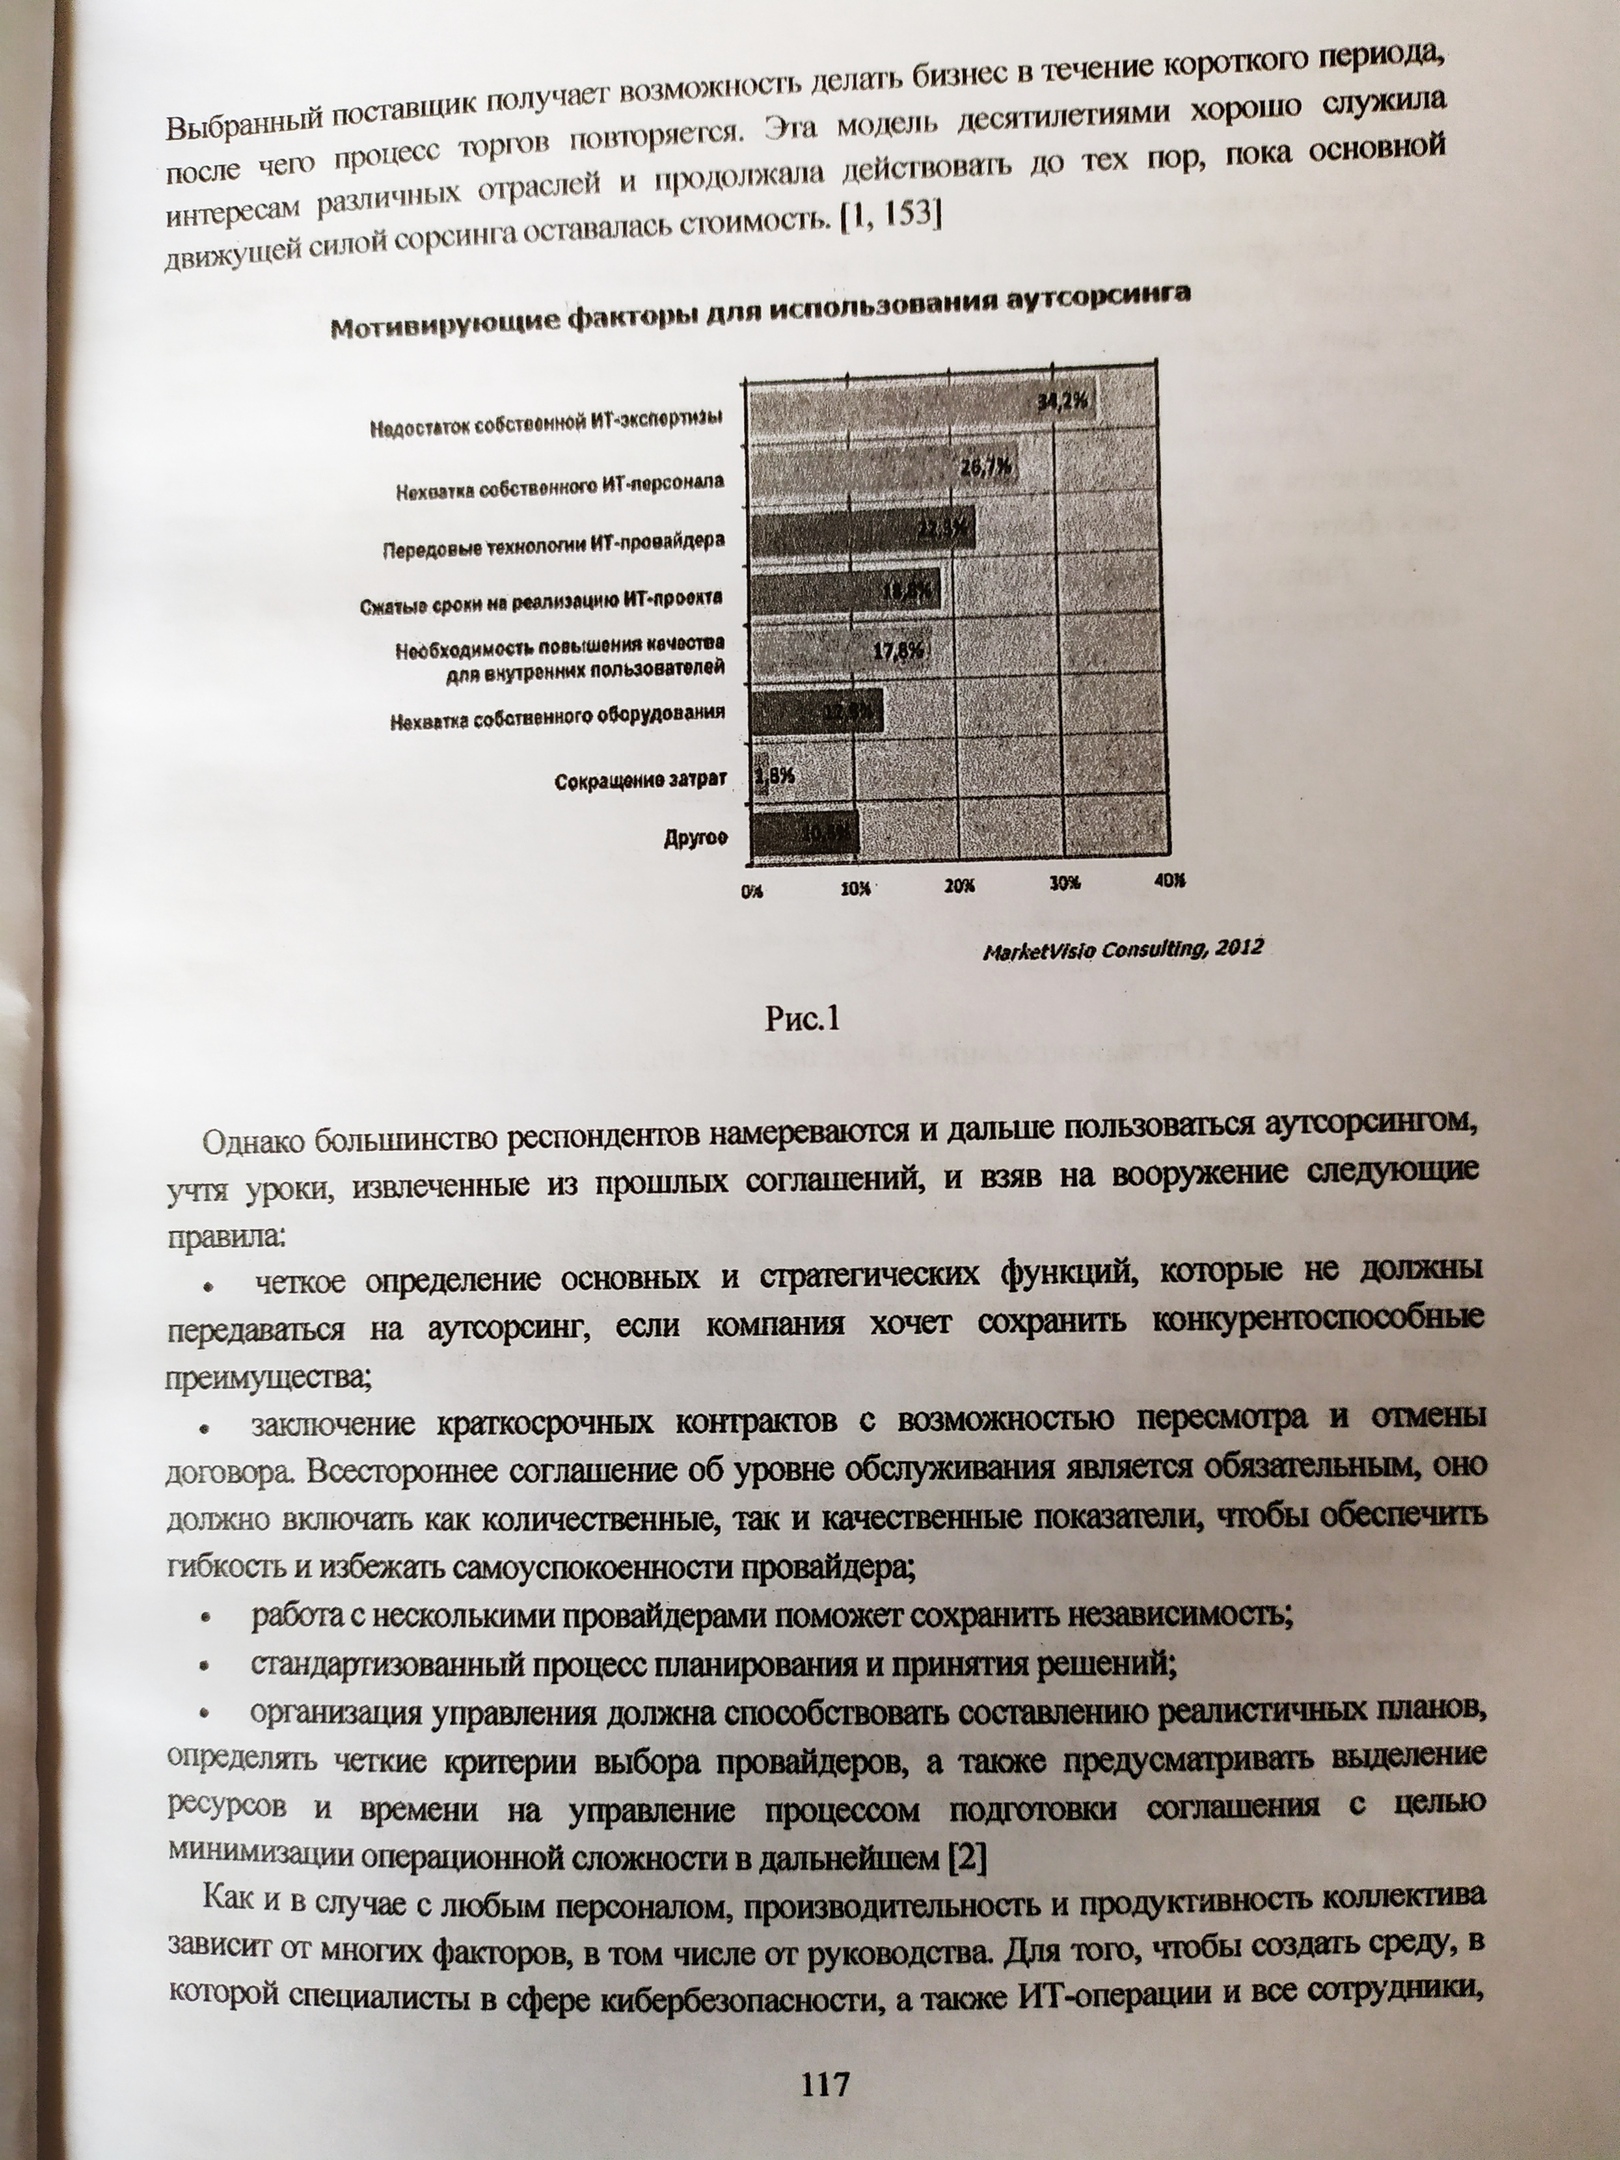 Выбранный поставщик получает возможность делать бизнес в течение короткого периода,
после чего процесс торгов повторяется. Эта модель десятилетиями хорошо служила
интересам различных отраслей и продолжала действовать до тех пор, пока основной
движущей силой сорсинга оставалась стоимость. [1, 153]
Мотивирующие факторы для использования аутсорсинга
Недостаток собственной ИТ-экспертизы 34,2%
Нехватка собственного ИТ-персонала 26,7%
Передовые технологии ИТ-провайдера
Сжатые сроки на реализацию ИТ-проекта
Необходимость повышения качества
для внутренних пользователей 17,8%
Нехватка собственного оборудования
Сокращение затрат 1,8%
Другое
0% 10% 20% 30% 40%
MarketVisio Consulting, 2012
Рис.1
Однако большинство респондентов намереваются и дальше пользоваться аутсорсингом,
учтя уроки, извлеченные из прошлых соглашений, и взяв на вооружение следующие
правила:
• четкое определение основных и стратегических функций, которые не должны
передаваться на аутсорсинг, если компания хочет сохранить конкурентоспособные
преимущества;
• заключение краткосрочных контрактов с возможностью пересмотра и отмены
договора. Всестороннее соглашение об уровне обслуживания является обязательным, оно
должно включать как количественные, так и качественные показатели, чтобы обеспечить
гибкость и избежать самоуспокоенности провайдера;
• работа с несколькими провайдерами поможет сохранить независимость;
• стандартизованный процесс планирования и принятия решений;
• организация управления должна способствовать составлению реалистичных планов,
определять четкие критерии выбора провайдеров, а также предусматривать выделение
ресурсов и времени на управление процессом подготовки соглашения с целью
минимизации операционной сложности в дальнейшем [2]
Как и в случае с любым персоналом, производительность и продуктивность коллектива
зависит от многих факторов, в том числе от руководства. Для того, чтобы создать среду, в
которой специалисты в сфере кибербезопасности, а также ИТ-операции и все сотрудники,
117